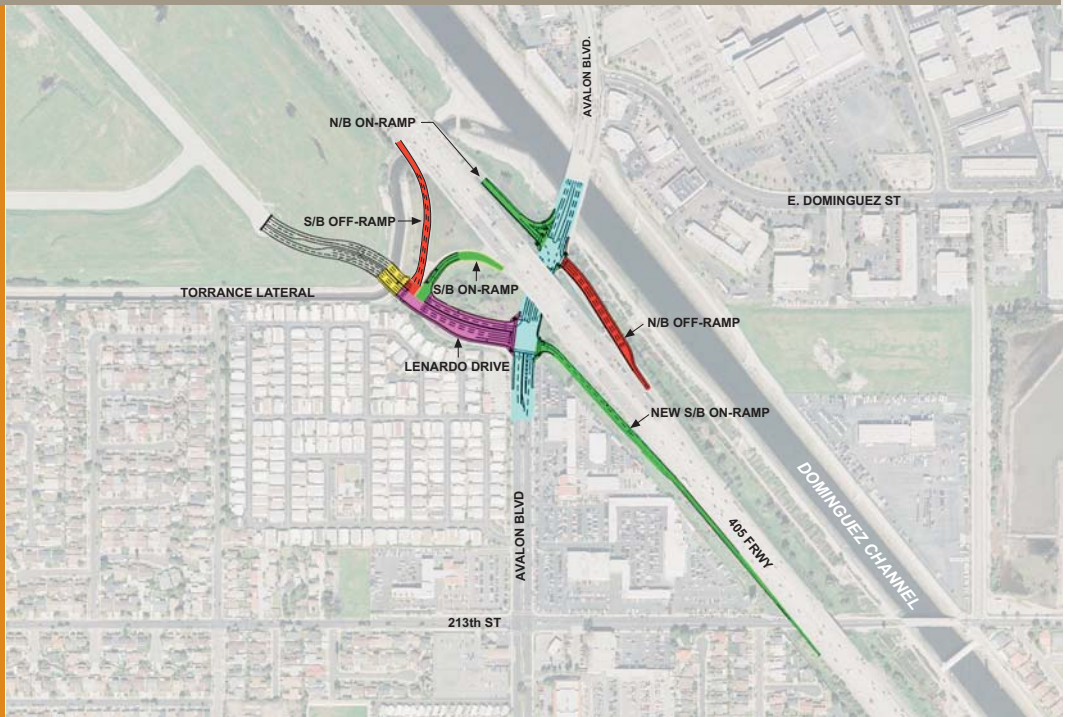 AVALON BLVD.
N/B ON-RAMP
E. DOMINGUEZ ST
S/B OFF-RAMP
S/B ON-RAMP
TORRANCE LATERAL
N/B OFF-RAMP
LENARDO DRIVE
NEW S/B ON-RAMP
DOMINGUEZ CHANNEL
AVALON BLVD
405 FRWY
213th ST